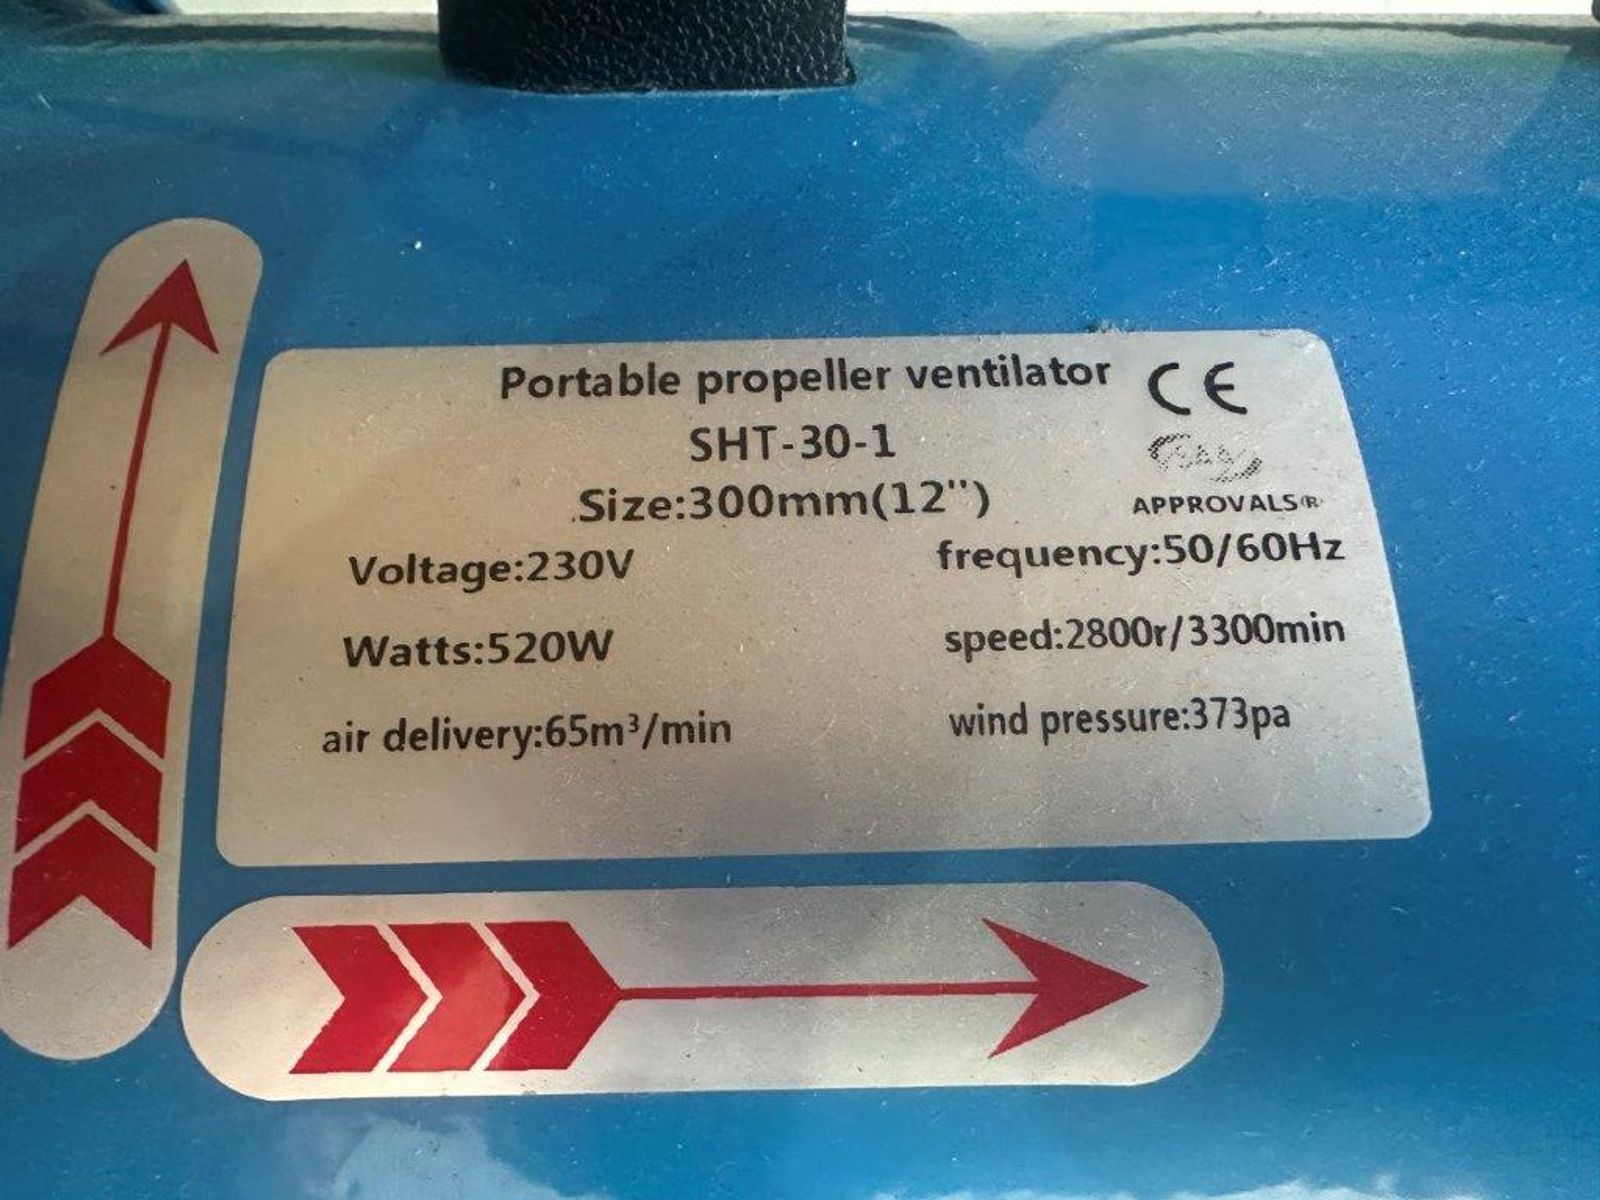 Portable propeller ventilator
CE
SHT-30-1
Size:300mm(12")
APPROVALS®
Voltage:230V
frequency:50/60Hz
Watts:520W
speed:2800r/3300min
air delivery:65m³/min
wind pressure:373pa